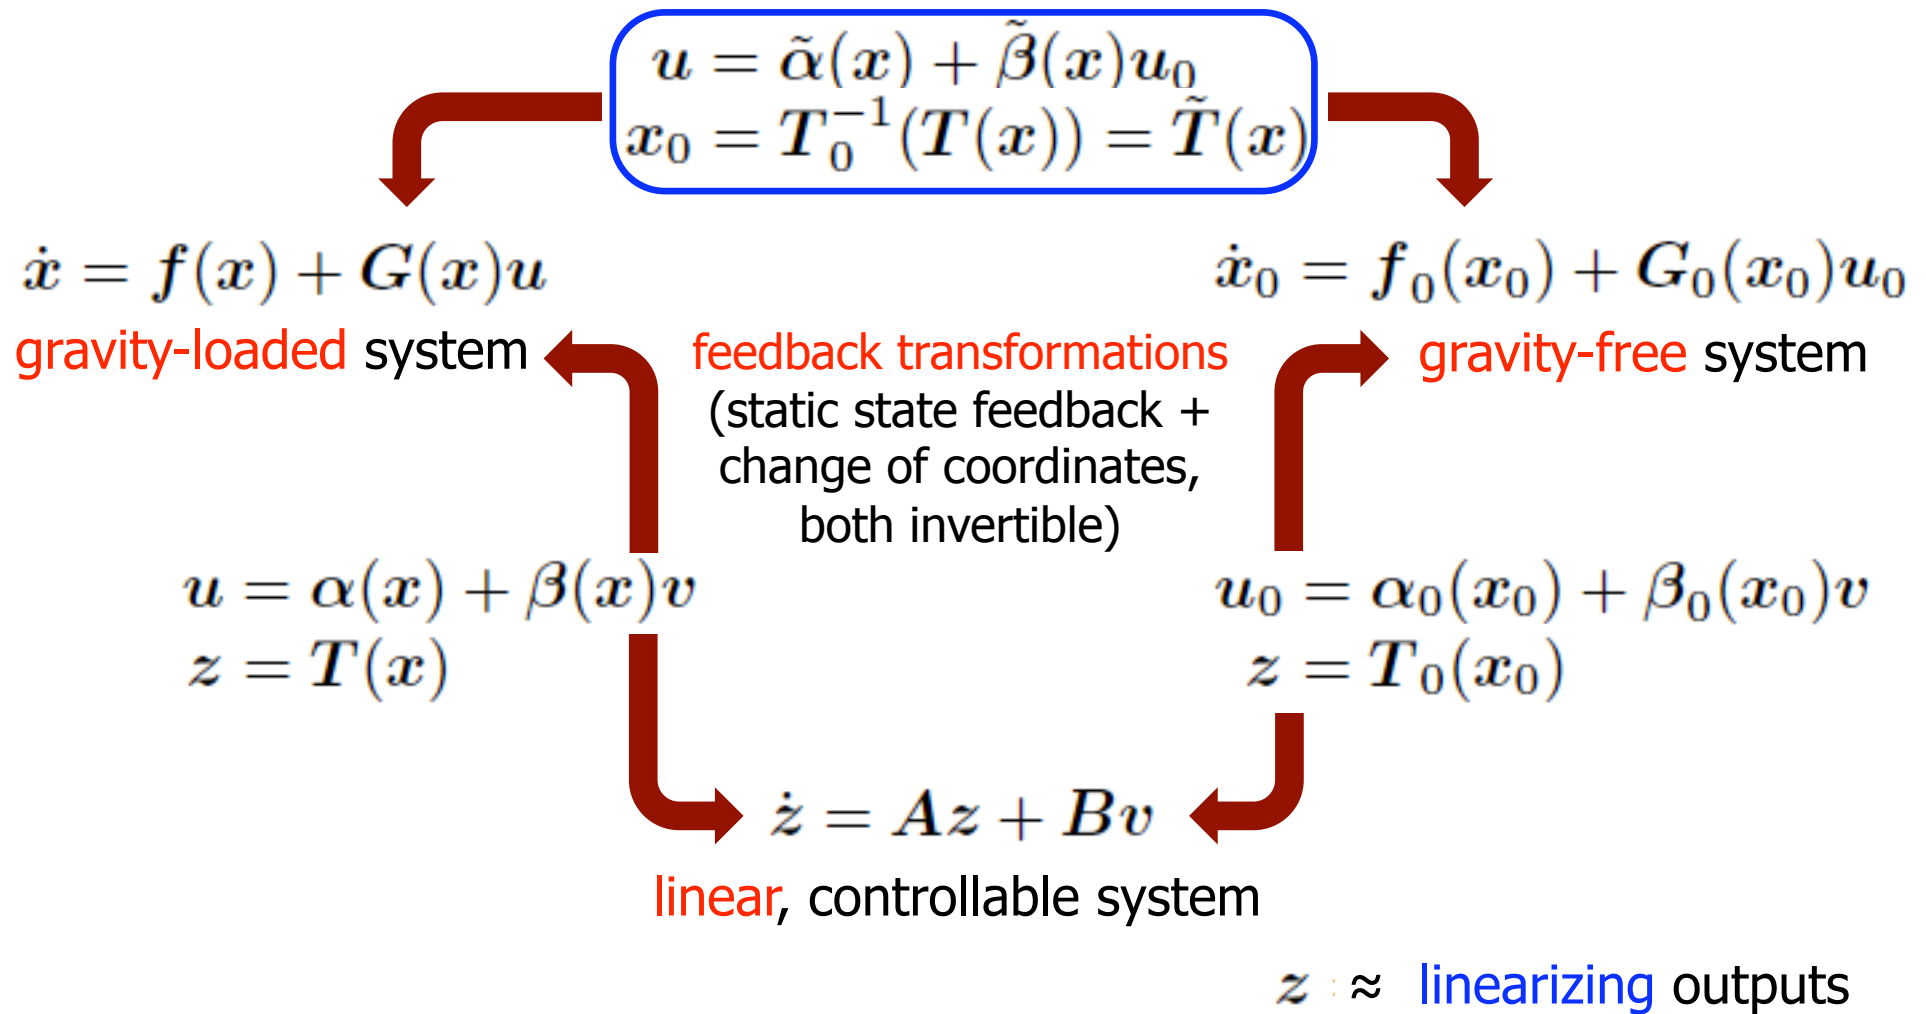 u = α̃(x) + β̃(x)u₀
x₀ = T₀⁻¹(T(x)) = T̃(x)
ẋ = f(x) + G(x)u
ẋ₀ = f₀(x₀) + G₀(x₀)u₀
gravity-loaded system
feedback transformations
gravity-free system
(static state feedback +
change of coordinates,
both invertible)
u = α(x) + β(x)v
z = T(x)
u₀ = α₀(x₀) + β₀(x₀)v
z = T₀(x₀)
ż = Az + Bv
linear, controllable system
z ≈ linearizing outputs